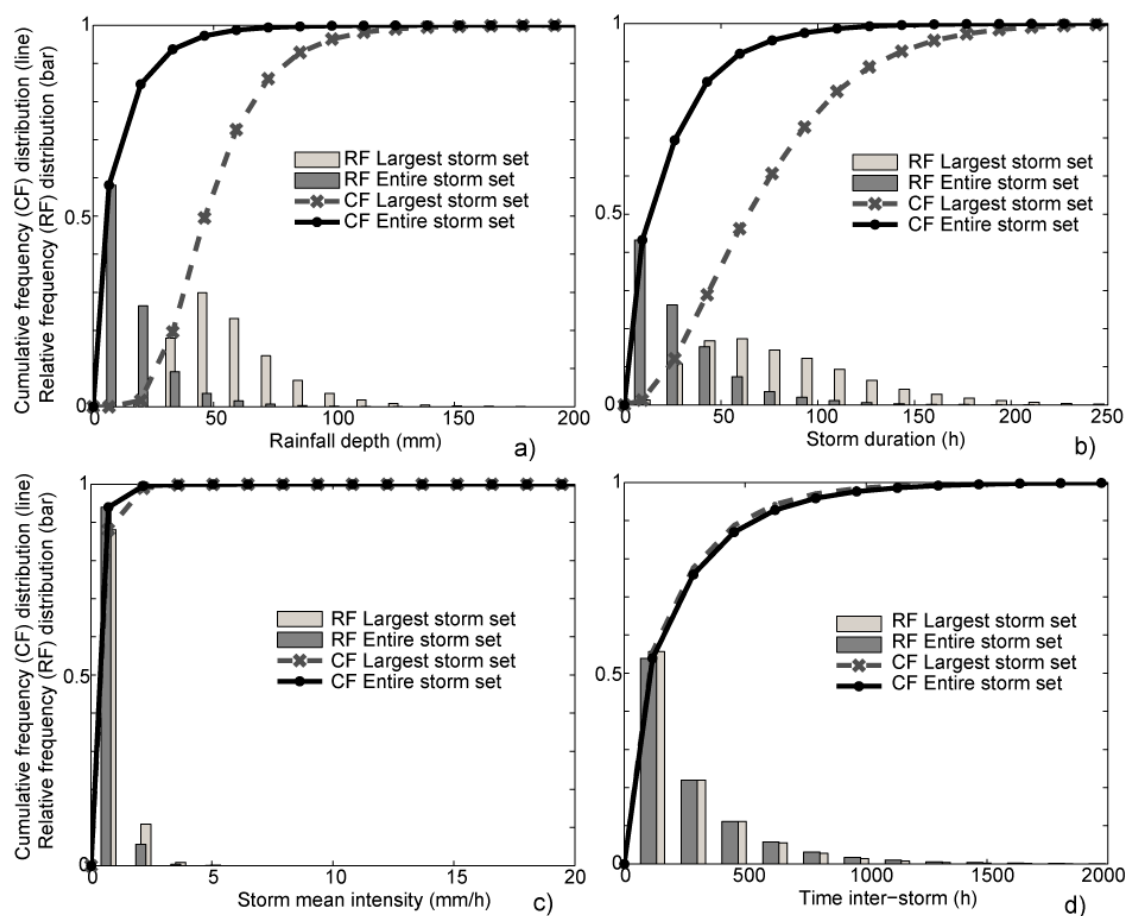 Cumulative frequency (CF) distribution (line)
Relative frequency (RF) distribution (bar)
1
0.5
0
RF Largest storm set
RF Entire storm set
CF Largest storm set
CF Entire storm set
0 50 100 150 200
Rainfall depth (mm)
a)
1
0.5
0
RF Largest storm set
RF Entire storm set
CF Largest storm set
CF Entire storm set
0 50 100 150 200 250
Storm duration (h)
b)
Cumulative frequency (CF) distribution (line)
Relative frequency (RF) distribution (bar)
1
0.5
0
RF Largest storm set
RF Entire storm set
CF Largest storm set
CF Entire storm set
0 5 10 15 20
Storm mean intensity (mm/h)
c)
1
0.5
0
RF Largest storm set
RF Entire storm set
CF Largest storm set
CF Entire storm set
0 500 1000 1500 2000
Time inter-storm (h)
d)